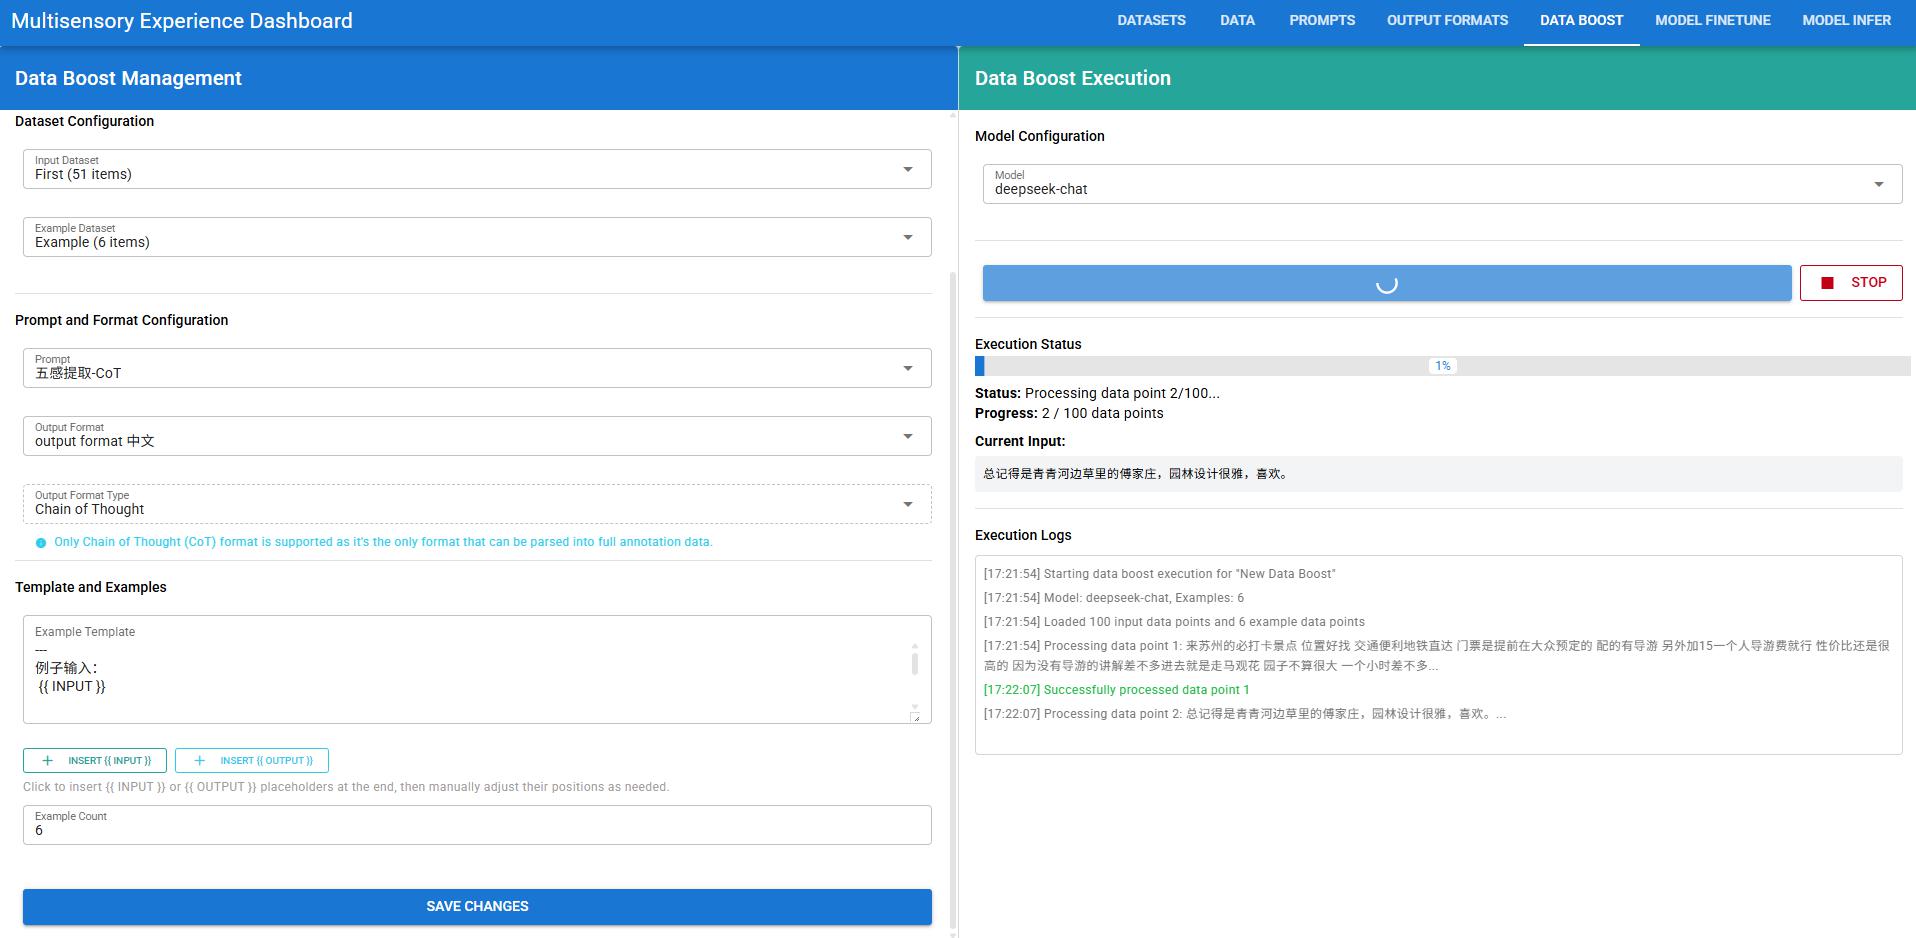 Multisensory Experience Dashboard
DATASETS DATA PROMPTS OUTPUT FORMATS DATA BOOST MODEL FINETUNE MODEL INFER
Data Boost Management
Dataset Configuration
Input Dataset
First (51 items)
Example Dataset
Example (6 items)
Prompt and Format Configuration
Prompt
五感提取-CoT
Output Format
output format 中文
Output Format Type
Chain of Thought
Only Chain of Thought (CoT) format is supported as it's the only format that can be parsed into full annotation data.
Template and Examples
Example Template
---
例子输入：
{{ INPUT }}
INSERT {{ INPUT }} INSERT {{ OUTPUT }}
Click to insert {{ INPUT }} or {{ OUTPUT }} placeholders at the end, then manually adjust their positions as needed.
Example Count
6
SAVE CHANGES
Data Boost Execution
Model Configuration
Model
deepseek-chat
STOP
Execution Status
1%
Status: Processing data point 2/100...
Progress: 2 / 100 data points
Current Input:
总记得是青青河边草里的傅家庄，园林设计很雅，喜欢。
Execution Logs
[17:21:54] Starting data boost execution for "New Data Boost"
[17:21:54] Model: deepseek-chat, Examples: 6
[17:21:54] Loaded 100 input data points and 6 example data points
[17:21:54] Processing data point 1: 来苏州的必打卡景点 位置好找 交通便利地铁直达 门票是提前在大众预定的 配的有导游 另外加15一个人导游费就行 性价比还是很
高的 因为没有导游的讲解差不多进去就是走马观花 园子不算很大 一个小时差不多...
[17:22:07] Successfully processed data point 1
[17:22:07] Processing data point 2: 总记得是青青河边草里的傅家庄，园林设计很雅，喜欢。...